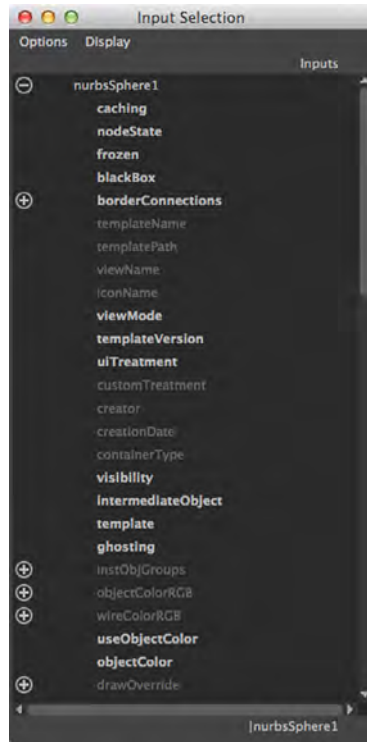 Input Selection
Options Display
Inputs
nurbsSphere1
caching
nodeState
frozen
blackBox
borderConnections
templateName
templatePath
viewName
iconName
viewMode
templateVersion
uiTreatment
customTreatment
creator
creationDate
containerType
visibility
intermediateObject
template
ghosting
instObjGroups
objectColorRGB
wireColorRGB
useObjectColor
objectColor
drawOverride
|nurbsSphere1